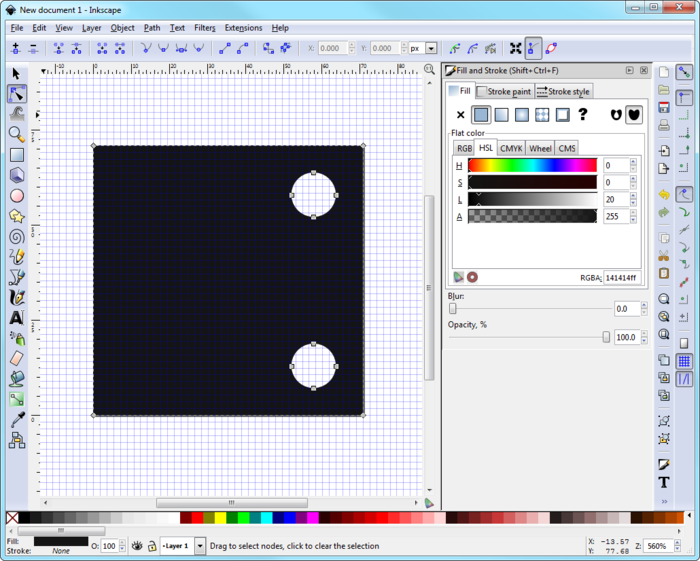 New document 1 - Inkscape
File Edit View Layer Object Path Text Filters Extensions Help
X: 0.000 Y: 0.000 px
Fill and Stroke (Shift+Ctrl+F)
Fill Stroke paint Stroke style
Flat color
RGB HSL CMYK Wheel CMS
H 0
S 0
L 20
A 255
RGBA: 141414ff
Blur:
0.0
Opacity, %
100.0
Fill: O: 100 Layer 1 Drag to select nodes, click to clear the selection X: -13.57 Z: 560%
Stroke: None Y: 77.68